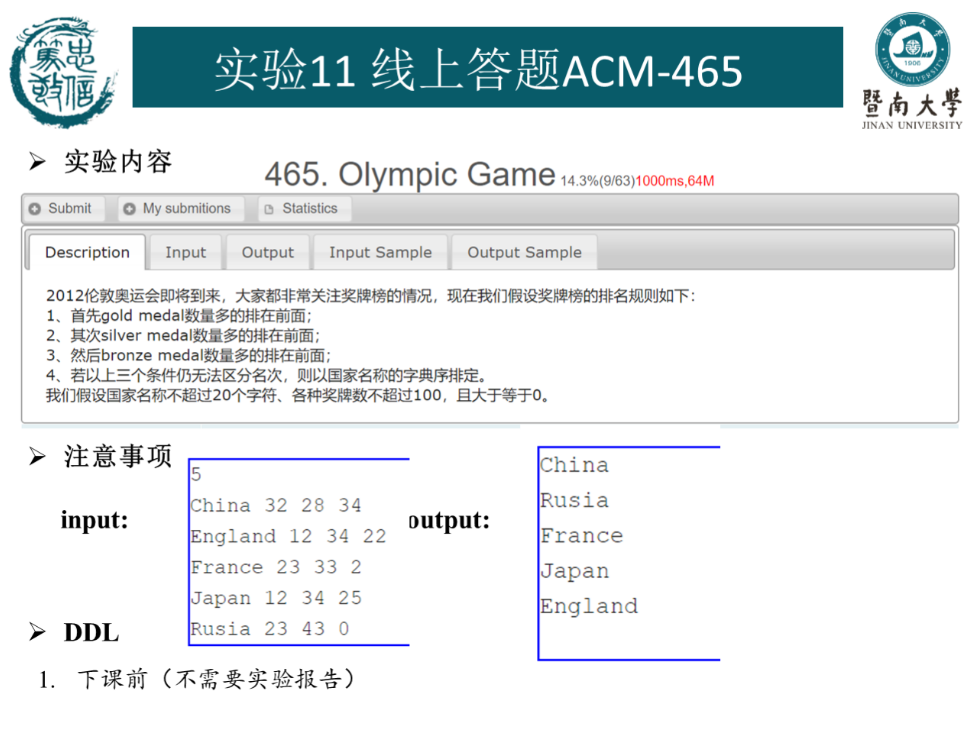 忠信篤敬
实验11 线上答题ACM-465
1906
JINAN UNIVERSITY
暨南大學
JINAN UNIVERSITY
实验内容
465. Olympic Game 14.3%(9/63)1000ms,64M
Submit My submitions Statistics
Description Input Output Input Sample Output Sample
2012伦敦奥运会即将到来，大家都非常关注奖牌榜的情况，现在我们假设奖牌榜的排名规则如下：
1、首先gold medal数量多的排在前面；
2、其次silver medal数量多的排在前面；
3、然后bronze medal数量多的排在前面；
4、若以上三个条件仍无法区分名次，则以国家名称的字典序排定。
我们假设国家名称不超过20个字符、各种奖牌数不超过100，且大于等于0。
注意事项
input:
5
China 32 28 34
England 12 34 22
France 23 33 2
Japan 12 34 25
Rusia 23 43 0
output:
China
Rusia
France
Japan
England
DDL
1. 下课前（不需要实验报告）